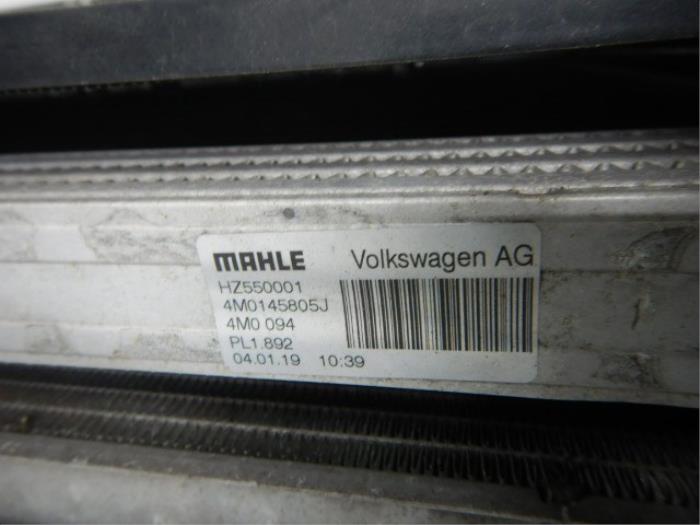 MAHLE Volkswagen AG
HZ550001
4M0145805J
4M0 094
PL1.892
04.01.19 10:39